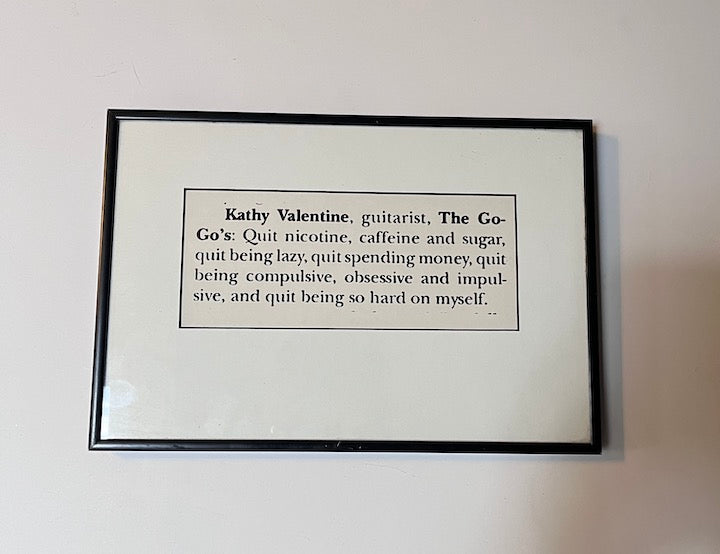 Kathy Valentine, guitarist, The Go-
Go's: Quit nicotine, caffeine and sugar,
quit being lazy, quit spending money, quit
being compulsive, obsessive and impul-
sive, and quit being so hard on myself.